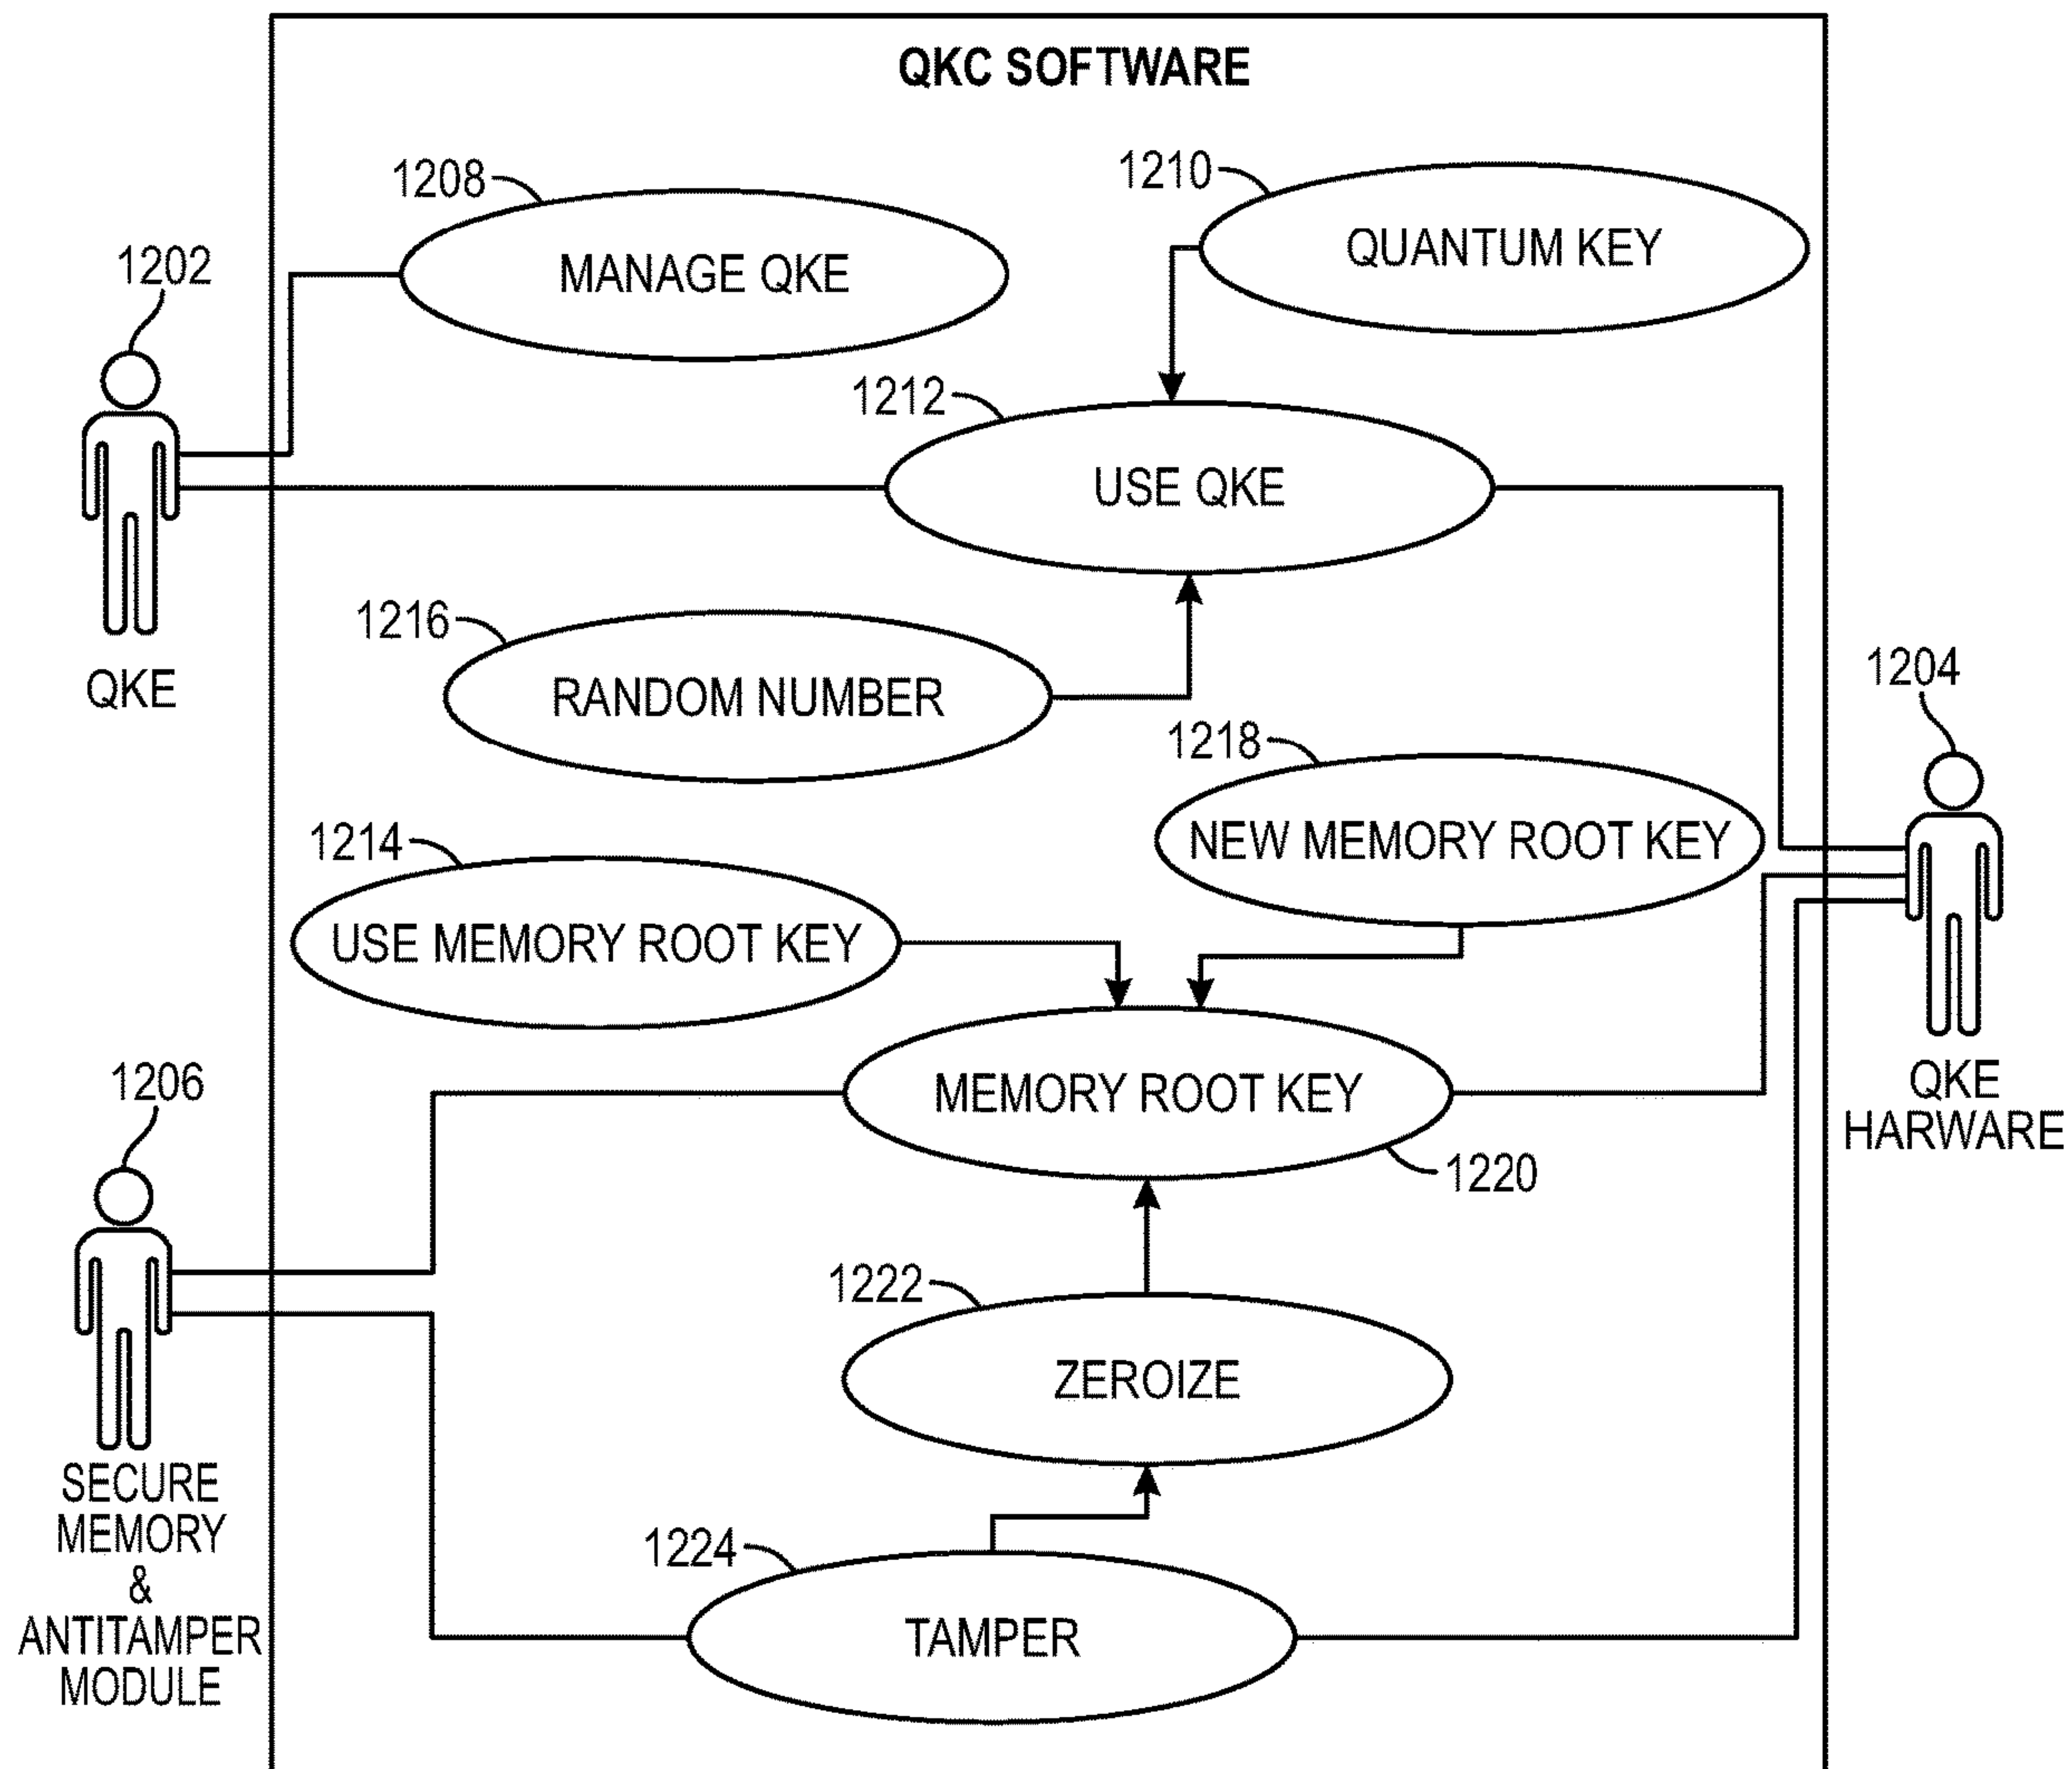 QKC SOFTWARE
1208
1210
MANAGE QKE
QUANTUM KEY
1202
1212
USE QKE
QKE
1216
RANDOM NUMBER
1204
1218
NEW MEMORY ROOT KEY
1214
USE MEMORY ROOT KEY
QKE
HARWARE
1206
MEMORY ROOT KEY
1220
1222
ZEROIZE
SECURE
MEMORY
&
ANTITAMPER
MODULE
1224
TAMPER